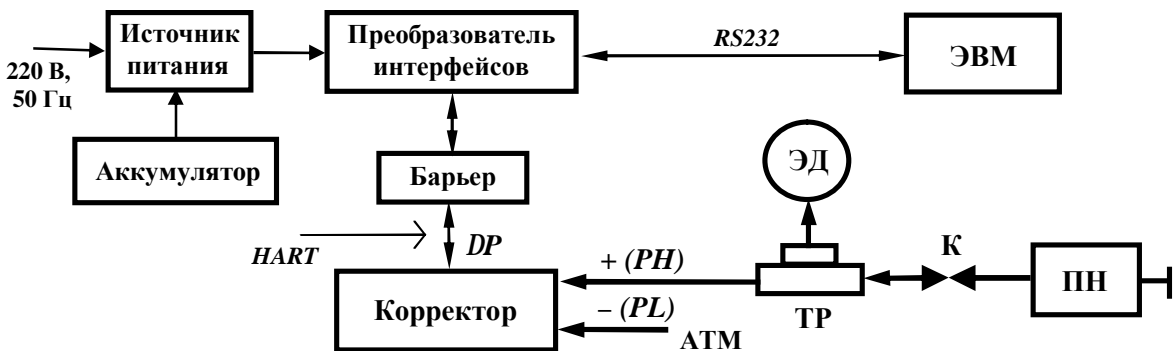 Источник
питания
220 В,
50 Гц
Аккумулятор
Преобразователь
интерфейсов
RS232
ЭВМ
Барьер
HART
DP
Корректор
+ (PH)
– (PL)
АТМ
ЭД
ТР
К
ПН